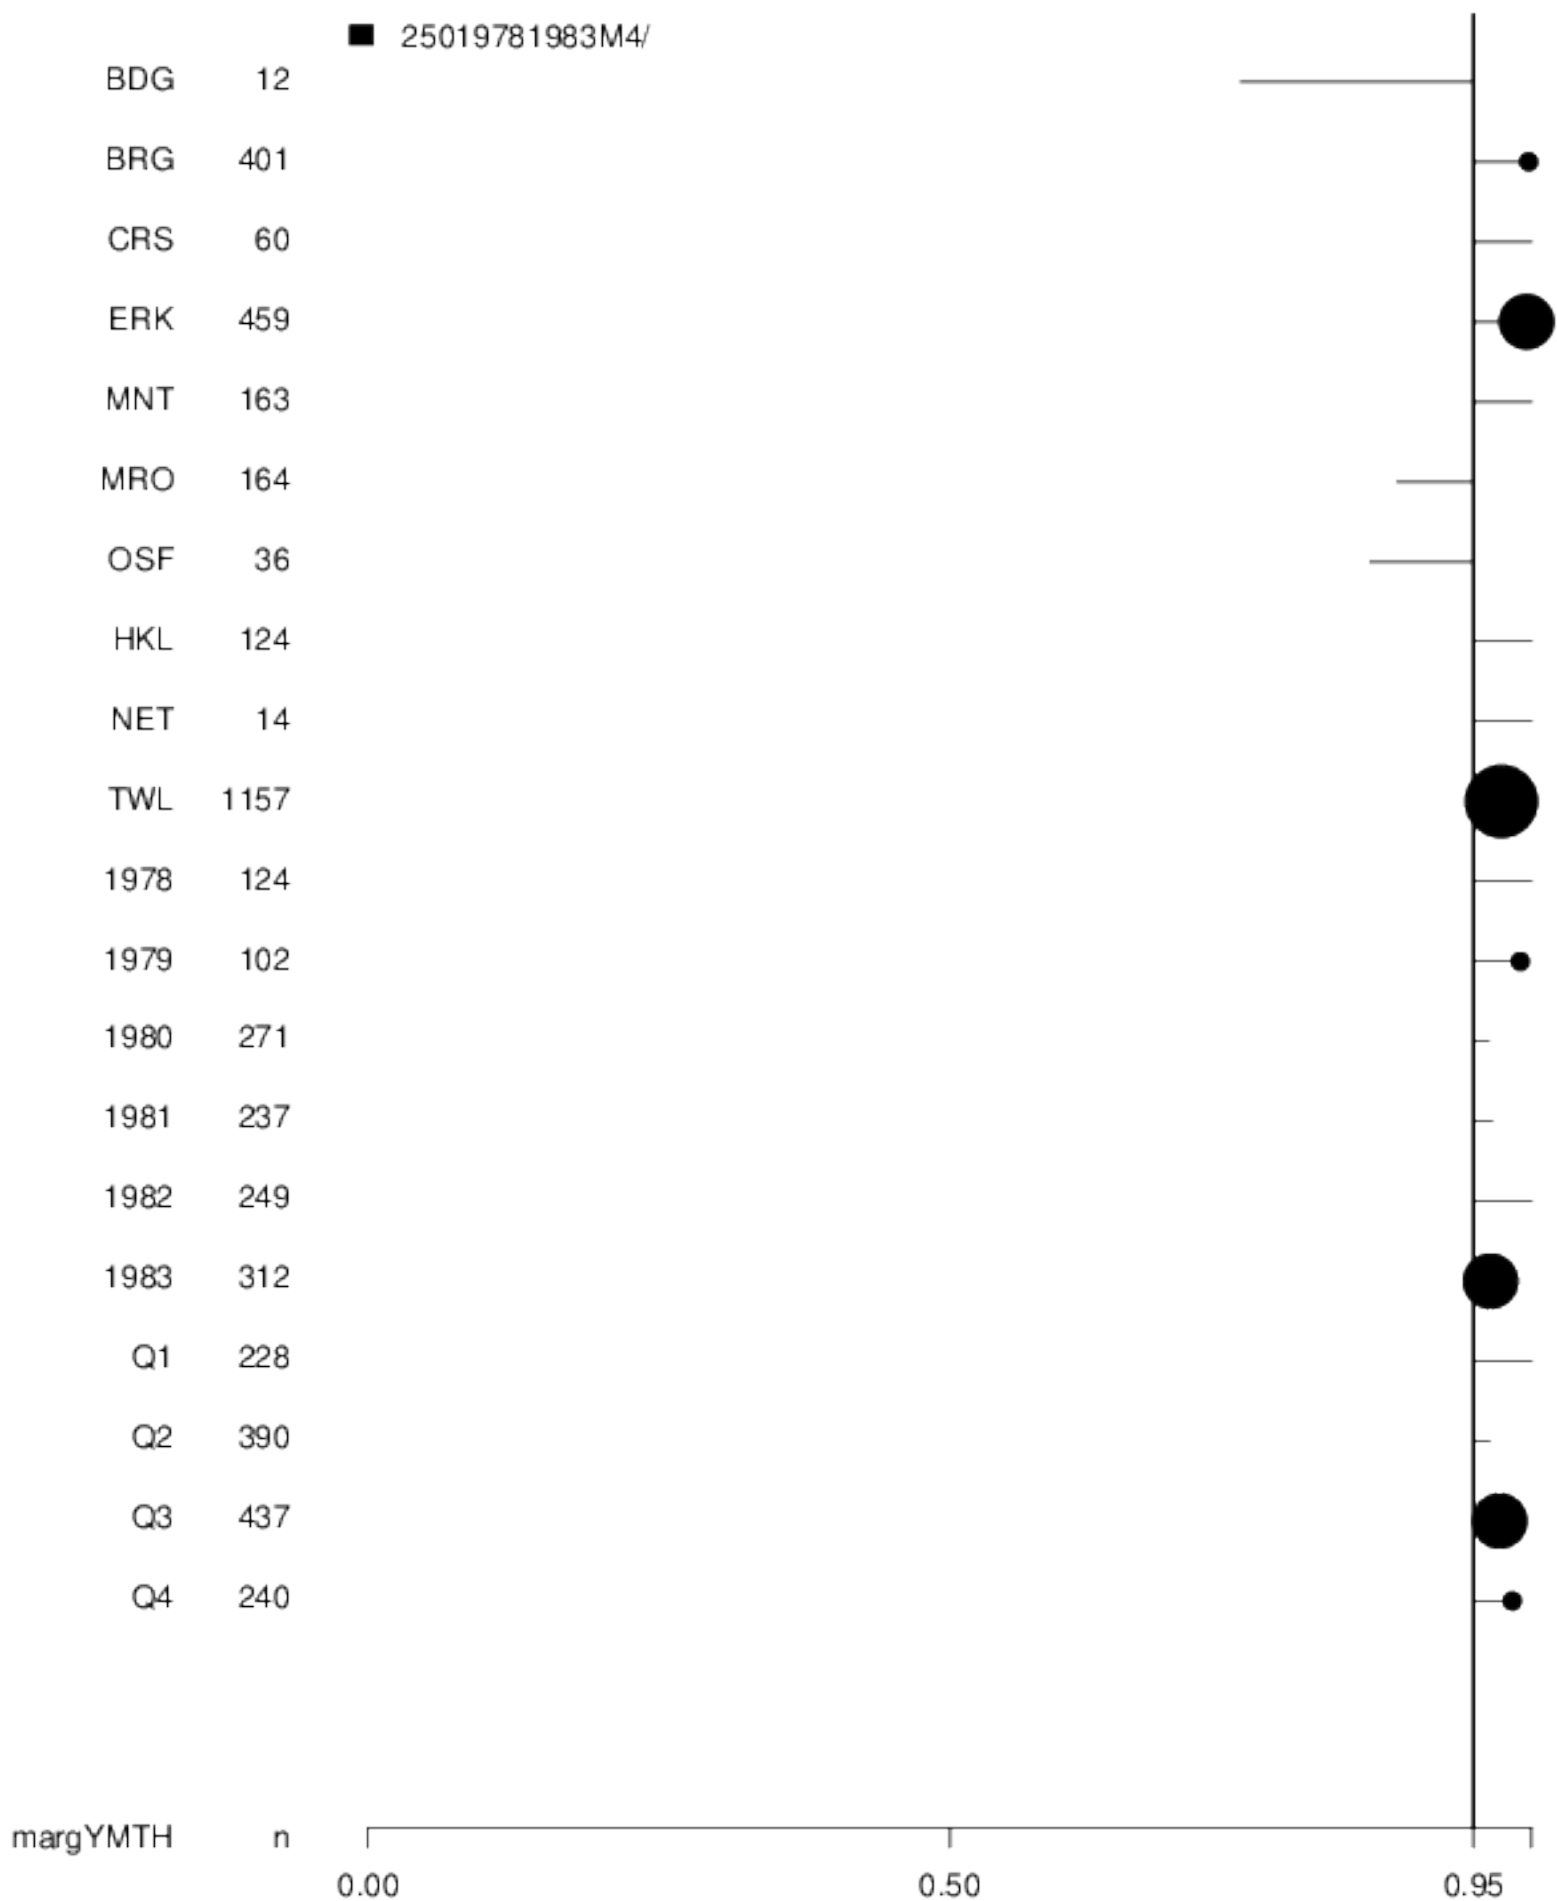 25019781983M4/
BDG 12
BRG 401
CRS 60
ERK 459
MNT 163
MRO 164
OSF 36
HKL 124
NET 14
TWL 1157
1978 124
1979 102
1980 271
1981 237
1982 249
1983 312
Q1 228
Q2 390
Q3 437
Q4 240
margYMTH n
0.00 0.50 0.95